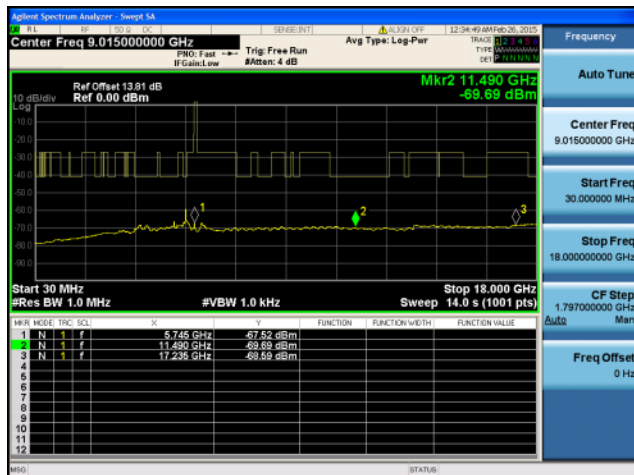 Agilent Spectrum Analyzer - Swept SA
RL RF 50 Ω DC SENSE:INT ALIGN OFF 12:34:49 AM Feb 26, 2015
Center Freq 9.015000000 GHz
PNO: Fast
IFGain:Low
Trig: Free Run
#Atten: 4 dB
Avg Type: Log-Pwr
TRACE 1 2 3 4 5 6
TYPE
DET P N N N N N
Ref Offset 13.81 dB
Ref 0.00 dBm
10 dB/div
Log
Mkr2 11.490 GHz
-69.69 dBm
-10.0
-20.0
-30.0
-40.0
-50.0
-60.0
-70.0
-80.0
-90.0
1
2
3
Start 30 MHz
Stop 18.000 GHz
#Res BW 1.0 MHz
#VBW 1.0 kHz
Sweep 14.0 s (1001 pts)
MKR MODE TRC SCL X Y FUNCTION FUNCTION WIDTH FUNCTION VALUE
1 N 1 f 5.745 GHz -67.52 dBm
2 N 1 f 11.490 GHz -69.69 dBm
3 N 1 f 17.235 GHz -68.59 dBm
4
5
6
7
8
9
10
11
12
MSG
STATUS
Frequency
Auto Tune
Center Freq
9.015000000 GHz
Start Freq
30.000000 MHz
Stop Freq
18.000000000 GHz
CF Step
1.797000000 GHz
Auto Man
Freq Offset
0 Hz